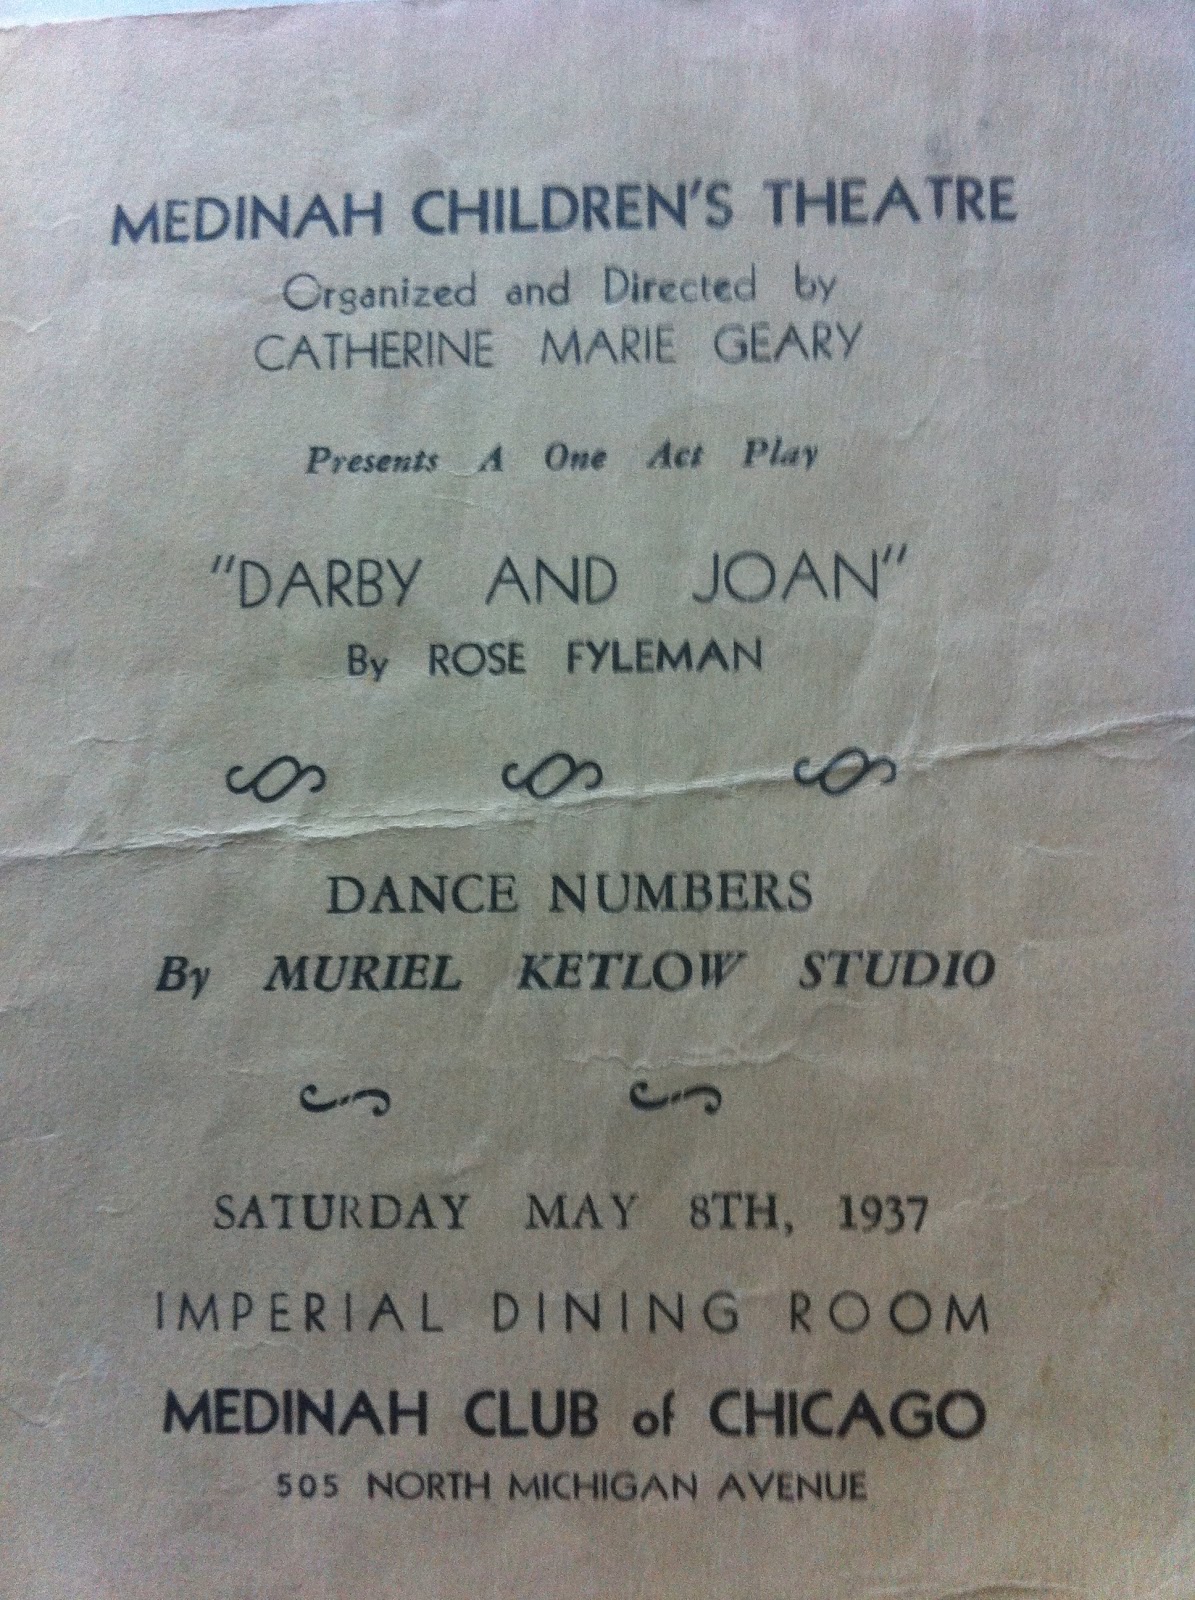 MEDINAH CHILDREN'S THEATRE
Organized and Directed by
CATHERINE MARIE GEARY
Presents A One Act Play
"DARBY AND JOAN"
By ROSE FYLEMAN
DANCE NUMBERS
By MURIEL KETLOW STUDIO
SATURDAY MAY 8TH, 1937
IMPERIAL DINING ROOM
MEDINAH CLUB of CHICAGO
505 NORTH MICHIGAN AVENUE